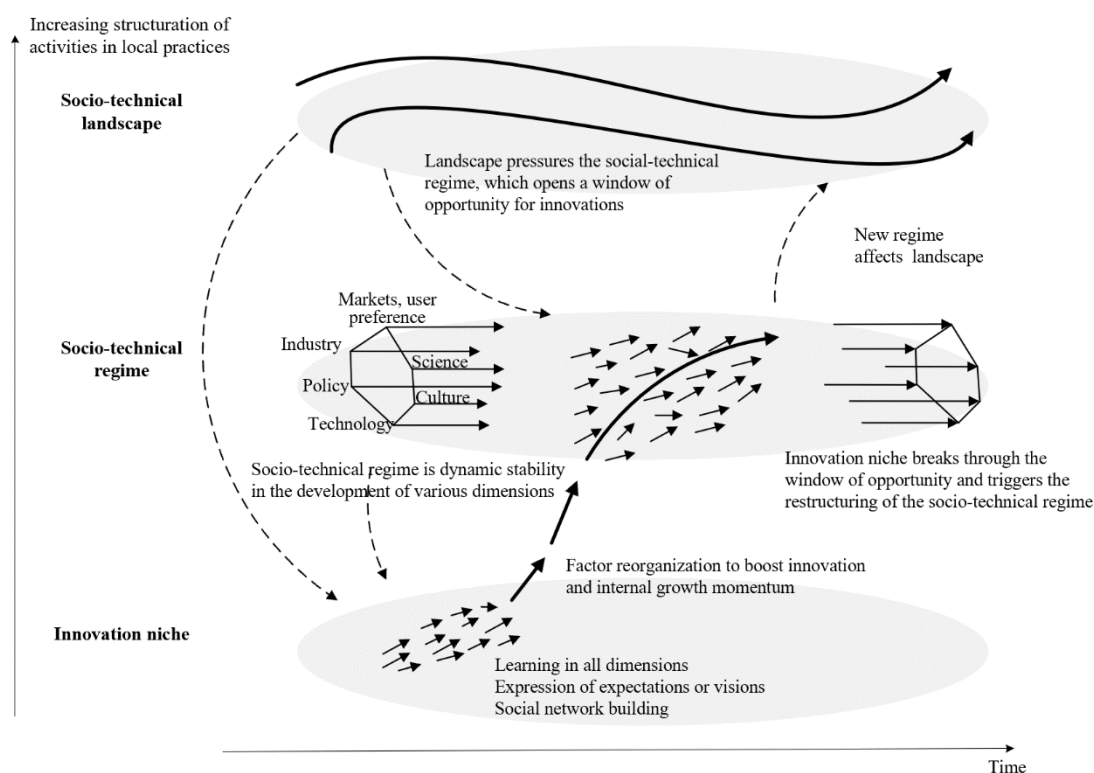 Increasing structuration of
activities in local practices
Socio-technical
landscape
Landscape pressures the social-technical
regime, which opens a window of
opportunity for innovations
New regime
affects landscape
Markets, user
preference
Industry
Science
Socio-technical
regime
Policy
Culture
Technology
Socio-technical regime is dynamic stability
in the development of various dimensions
Innovation niche breaks through the
window of opportunity and triggers the
restructuring of the socio-technical regime
Factor reorganization to boost innovation
and internal growth momentum
Innovation niche
Learning in all dimensions
Expression of expectations or visions
Social network building
Time